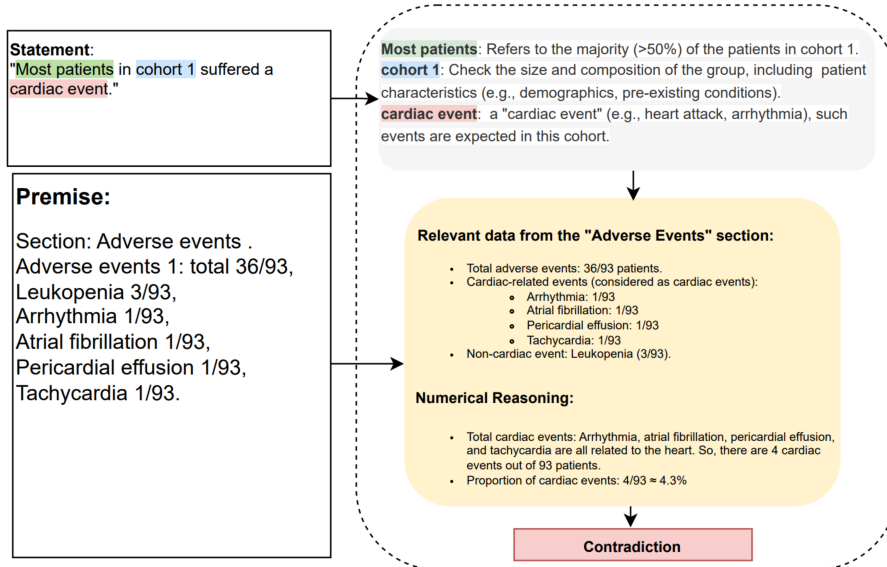 Statement:
"Most patients in cohort 1 suffered a
cardiac event."
Most patients: Refers to the majority (>50%) of the patients in cohort 1.
cohort 1: Check the size and composition of the group, including patient
characteristics (e.g., demographics, pre-existing conditions).
cardiac event: a "cardiac event" (e.g., heart attack, arrhythmia), such
events are expected in this cohort.
Premise:
Section: Adverse events .
Adverse events 1: total 36/93,
Leukopenia 3/93,
Arrhythmia 1/93,
Atrial fibrillation 1/93,
Pericardial effusion 1/93,
Tachycardia 1/93.
Relevant data from the "Adverse Events" section:
• Total adverse events: 36/93 patients.
• Cardiac-related events (considered as cardiac events):
o Arrhythmia: 1/93
o Atrial fibrillation: 1/93
o Pericardial effusion: 1/93
o Tachycardia: 1/93
• Non-cardiac event: Leukopenia (3/93).
Numerical Reasoning:
• Total cardiac events: Arrhythmia, atrial fibrillation, pericardial effusion,
and tachycardia are all related to the heart. So, there are 4 cardiac
events out of 93 patients.
• Proportion of cardiac events: 4/93 ≈ 4.3%
Contradiction